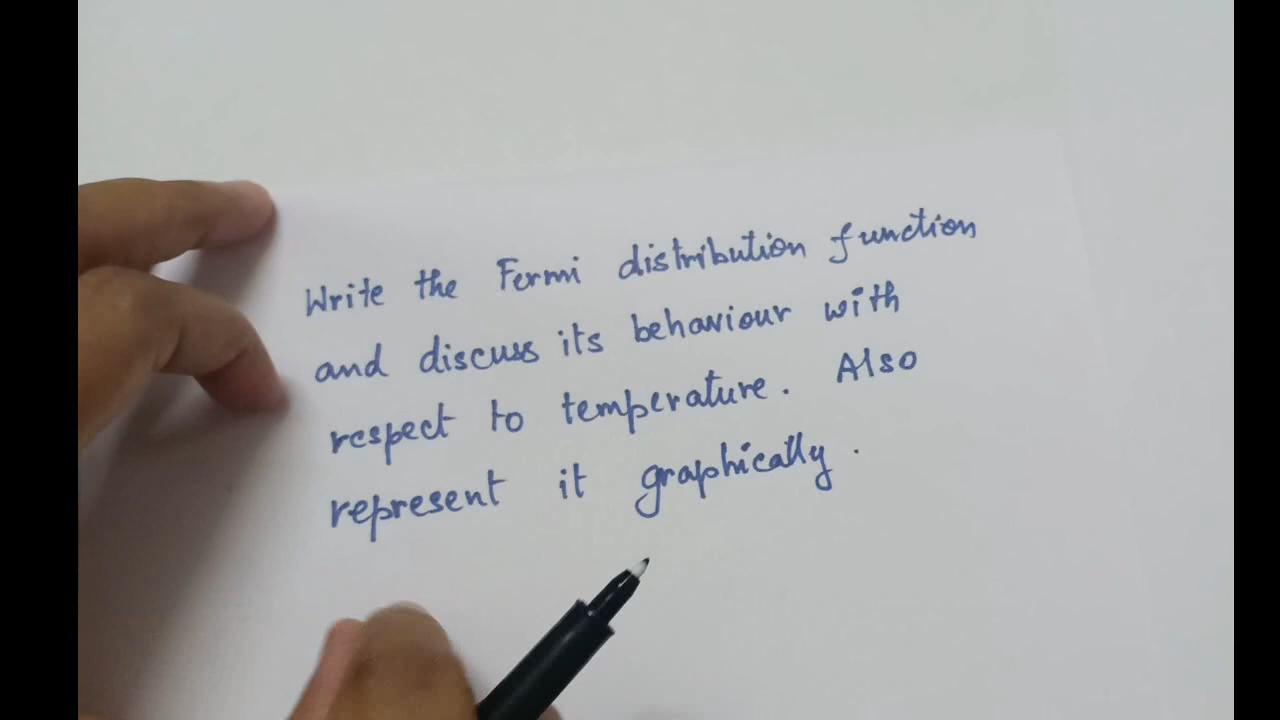 Write the Fermi distribution function
and discuss its behaviour with
respect to temperature. Also
represent it graphically.